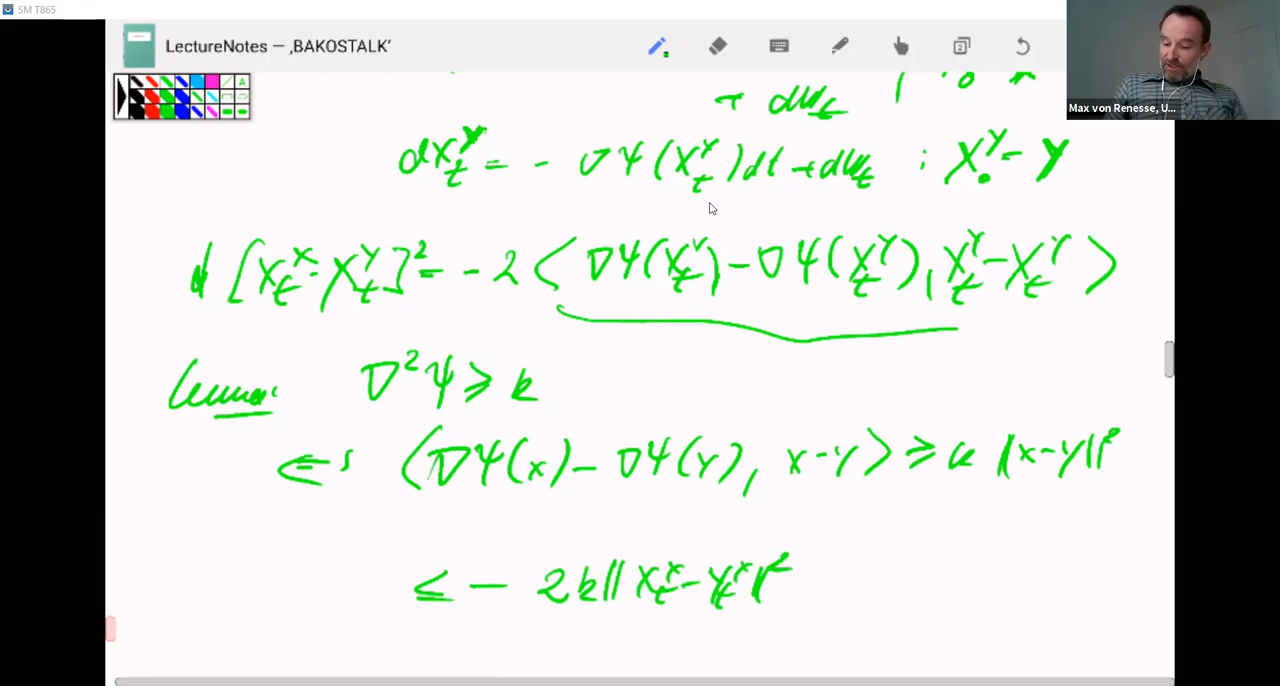 SM T865
LectureNotes — ‚BAKOSTALK'
Max von Renesse, U...
+ dW_t
dX_t^y = - ∇Ψ(X_t^y)dt + dW_t ; X_0^y = y
d[X_t^x - X_t^y]^2 = -2⟨∇Ψ(X_t^x) - ∇Ψ(X_t^y), X_t^x - X_t^y⟩
Lemma: ∇²Ψ ≥ k
⟨∇Ψ(x) - ∇Ψ(y), x-y⟩ ≥ k ‖x-y‖²
≤ - 2k‖X_t^x - Y_t^x‖²